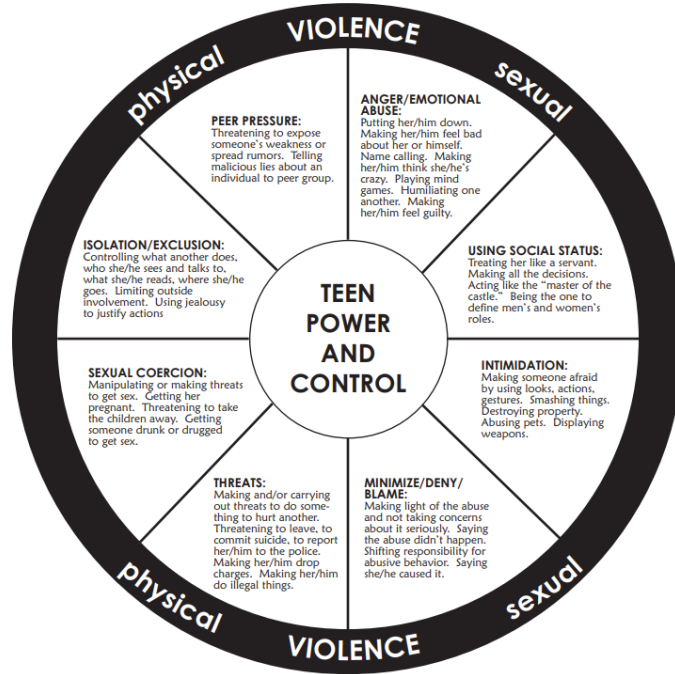 physical VIOLENCE sexual
PEER PRESSURE:
Threatening to expose
someone's weakness or
spread rumors.  Telling
malicious lies about an
individual to peer group.
ANGER/EMOTIONAL
ABUSE:
Putting her/him down.
Making her/him feel bad
about her or himself.
Name calling.  Making
her/him think she/he's
crazy.  Playing mind
games.  Humiliating one
another.  Making
her/him feel guilty.
ISOLATION/EXCLUSION:
Controlling what another does,
who she/he sees and talks to,
what she/he reads, where she/he
goes.  Limiting outside
involvement.  Using jealousy
to justify actions
USING SOCIAL STATUS:
Treating her like a servant.
Making all the decisions.
Acting like the “master of the
castle.”  Being the one to
define men's and women's
roles.
TEEN
POWER
AND
CONTROL
SEXUAL COERCION:
Manipulating or making threats
to get sex.  Getting her
pregnant.  Threatening to take
the children away.  Getting
someone drunk or drugged
to get sex.
INTIMIDATION:
Making someone afraid
by using looks, actions,
gestures.  Smashing things.
Destroying property.
Abusing pets.  Displaying
weapons.
THREATS:
Making and/or carrying
out threats to do some-
thing to hurt another.
Threatening to leave, to
commit suicide, to report
her/him to the police.
Making her/him drop
charges.  Making her/him
do illegal things.
MINIMIZE/DENY/
BLAME:
Making light of the abuse
and not taking concerns
about it seriously.  Saying
the abuse didn't happen.
Shifting responsibility for
abusive behavior.  Saying
she/he caused it.
physical VIOLENCE sexual